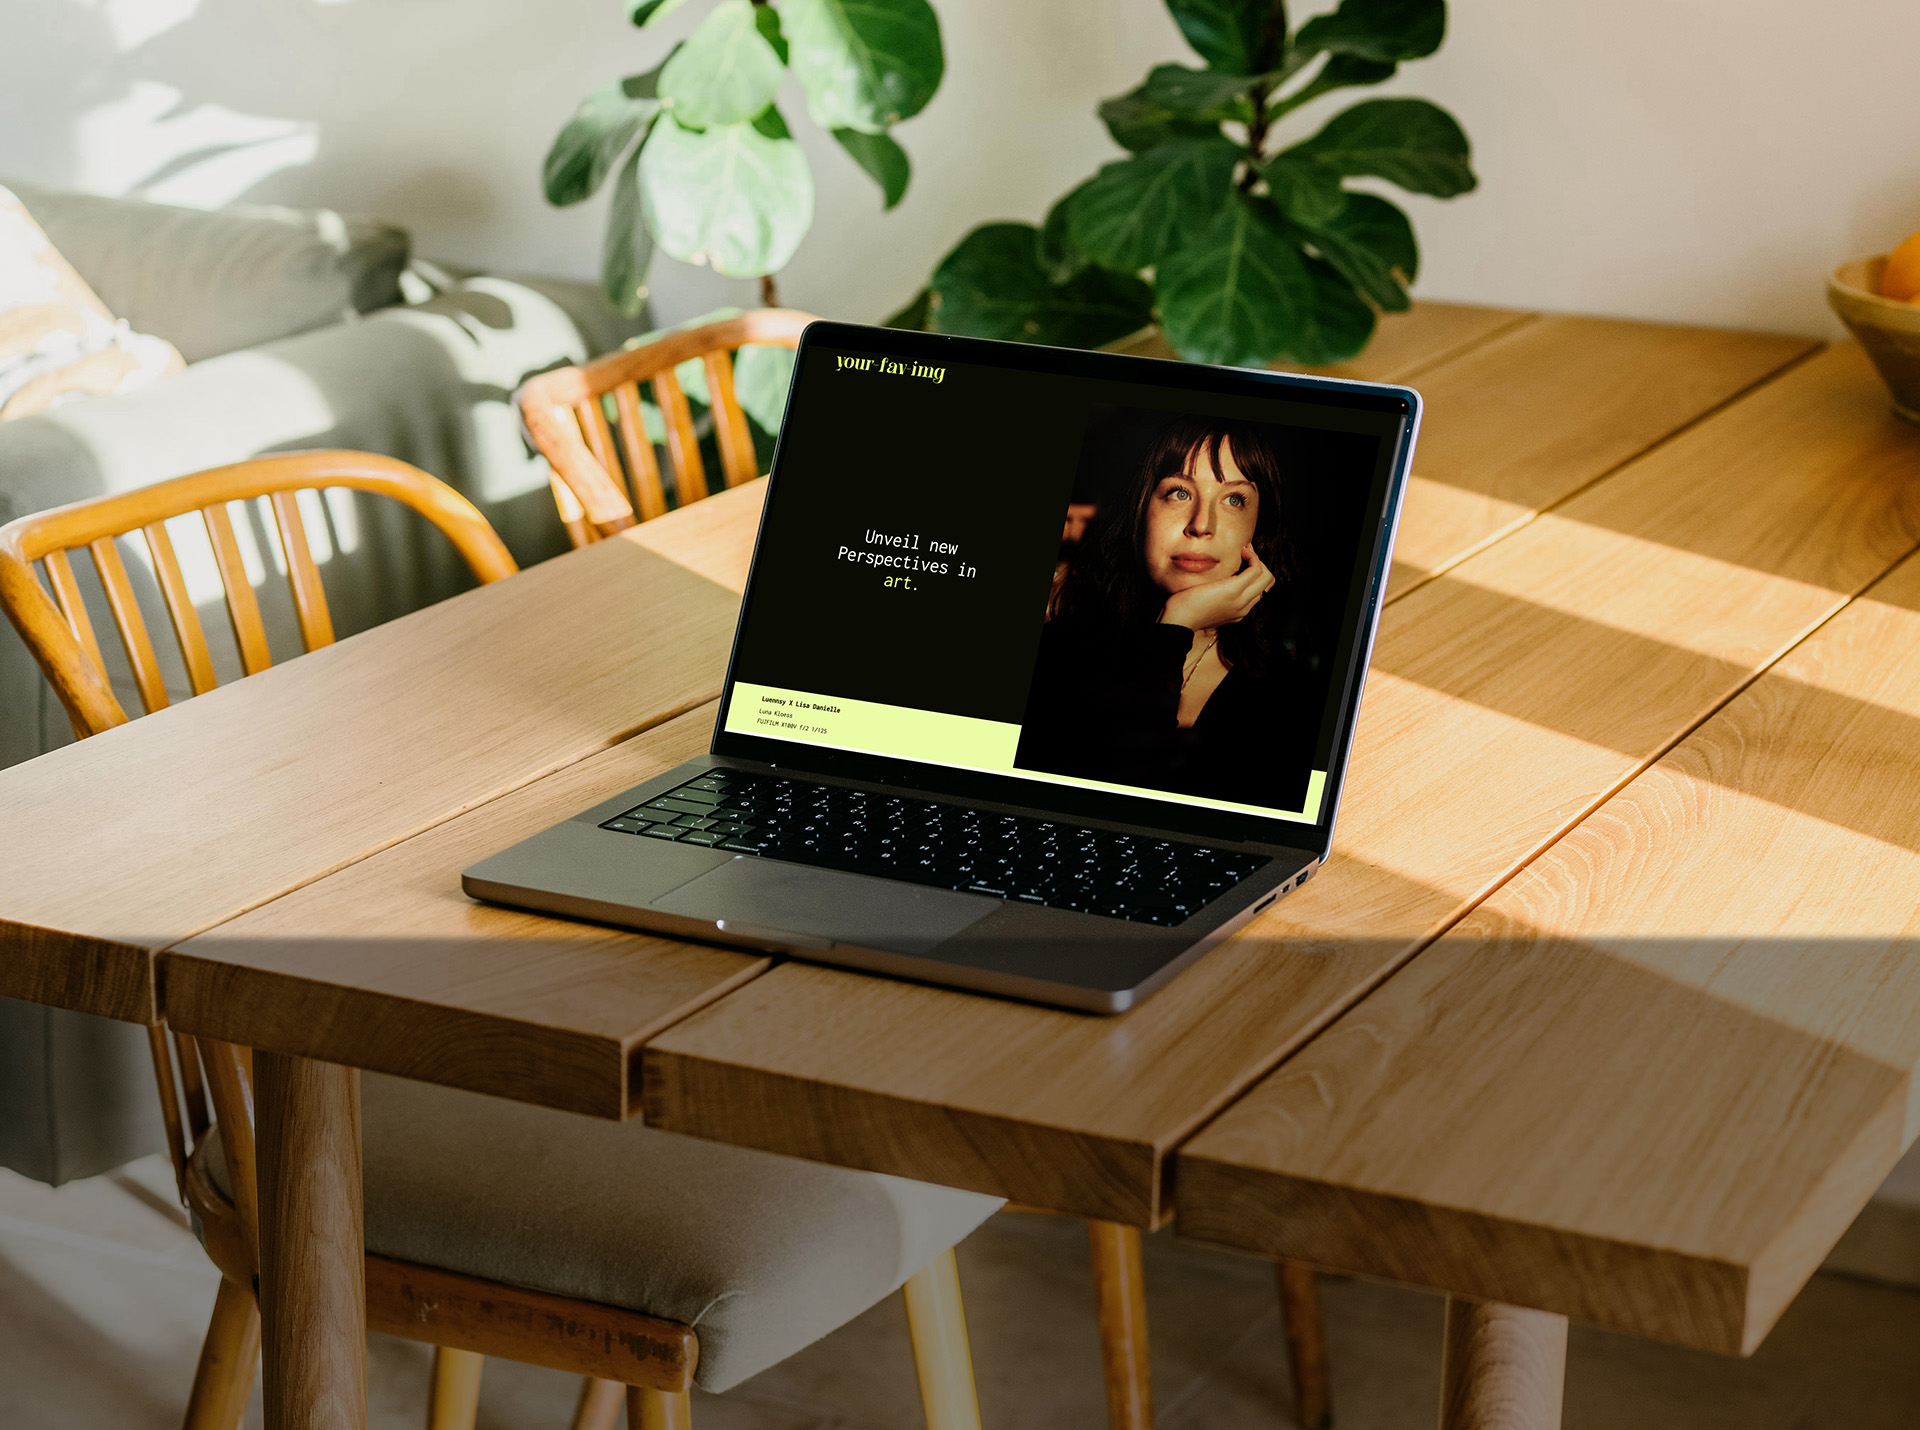 your-fav-img
Unveil new
Perspectives in
art.
Luennsy X Lisa Danielle
Luna Kloess
FUJIFILM X100V f/2 1/125